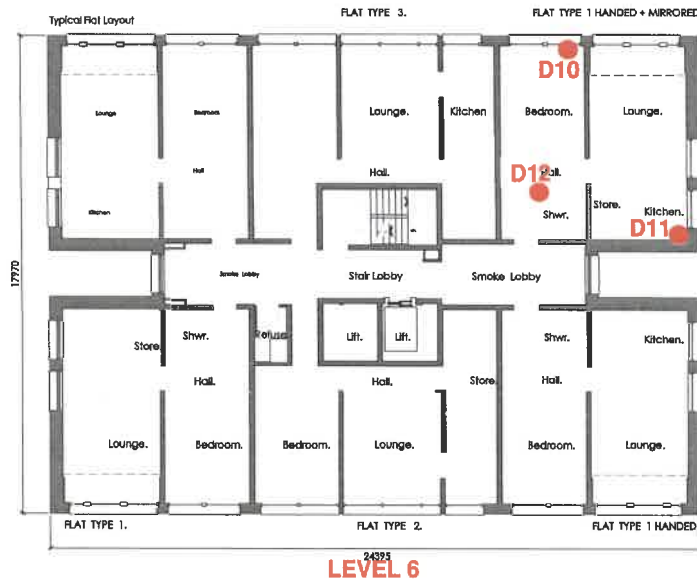 FLAT TYPE 3.
FLAT TYPE 1 HANDED + MIRRORED
Typical Flat Layout
D10
Lounge
Bedroom
Lounge.
Kitchen
Bedroom.
Lounge.
Hall
Hall.
Hall.
D12
Kitchen
Shwr.
Store.
Kitchen.
D11
17970
Smoke Lobby
Stair Lobby
Smoke Lobby
Store.
Shwr.
Refuse
Lift.
Lift.
Shwr.
Kitchen.
Hall.
Hall.
Store.
Hall.
Lounge.
Bedroom.
Bedroom.
Lounge.
Bedroom.
Lounge.
FLAT TYPE 1.
FLAT TYPE 2.
FLAT TYPE 1 HANDED
24395
LEVEL 6